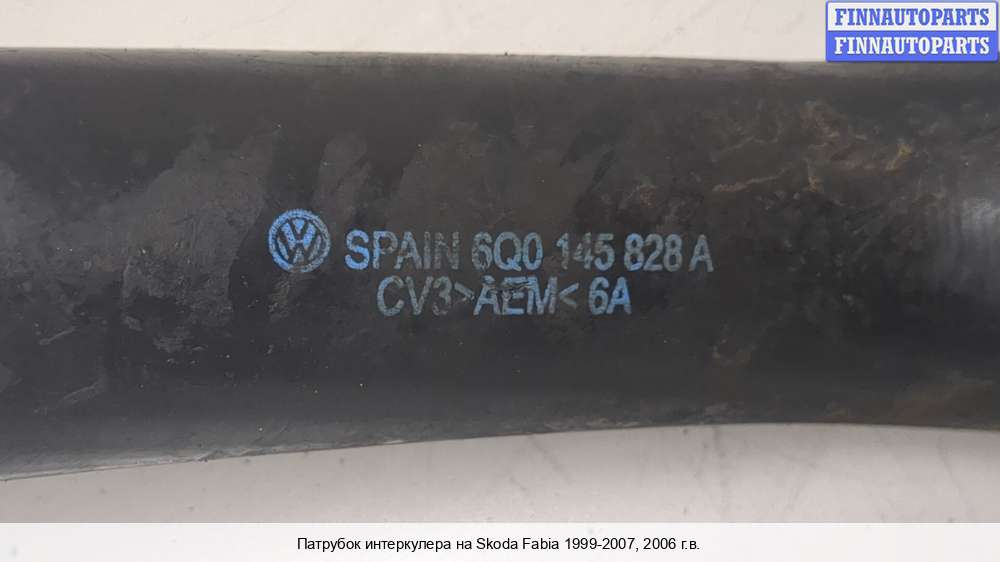 FINNAUTOPARTS
FINNAUTOPARTS
SPAIN 6Q0 145 828 A
CV3>AEM< 6A
Патрубок интеркулера на Skoda Fabia 1999-2007, 2006 г.в.